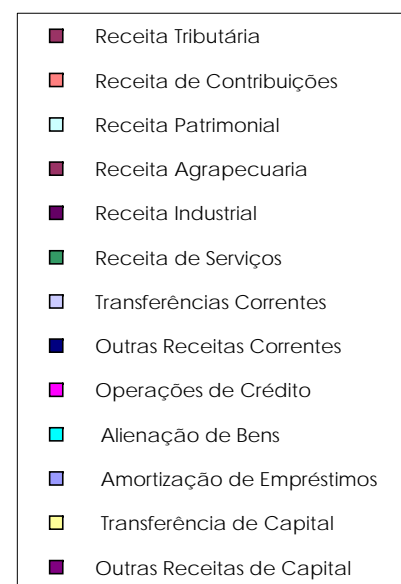 Receita Tributária
Receita de Contribuições
Receita Patrimonial
Receita Agrapecuaria
Receita Industrial
Receita de Serviços
Transferências Correntes
Outras Receitas Correntes
Operações de Crédito
Alienação de Bens
Amortização de Empréstimos
Transferência de Capital
Outras Receitas de Capital